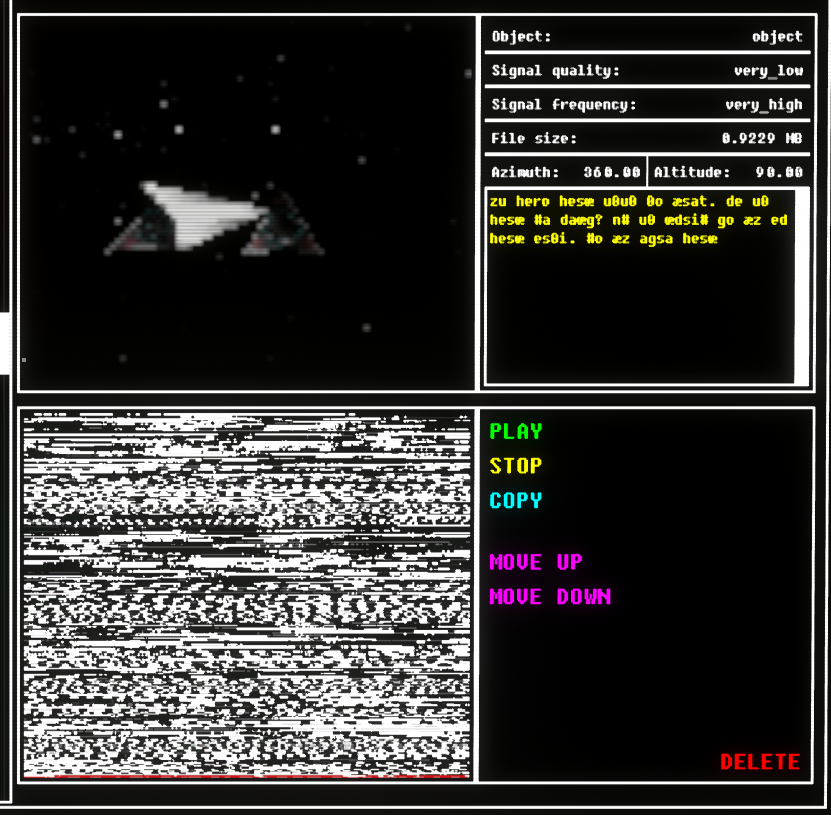 Object: object
Signal quality: very_low
Signal frequency: very_high
File size: 0.9229 MB
Azimuth: 360.00 Altitude: 90.00
zu hero hesæ u0u0 0o æsat. de u0
hesæ #a daæg? n# u0 œdsi# go æz ed
hesæ es0i. #o æz agsa hesæ
PLAY
STOP
COPY
MOVE UP
MOVE DOWN
DELETE